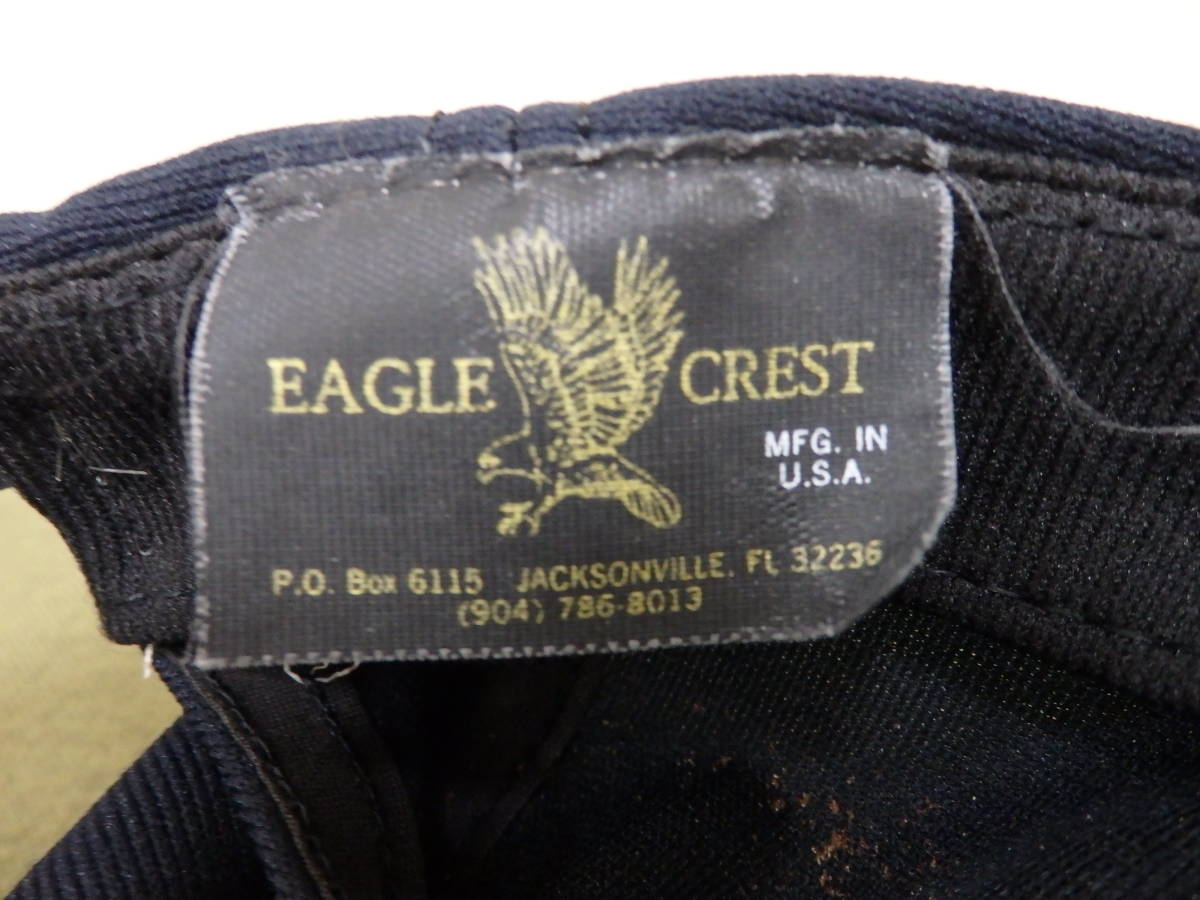 EAGLE CREST
MFG. IN
U.S.A.
P.O. Box 6115 JACKSONVILLE, FL 32236
(904) 786-8013